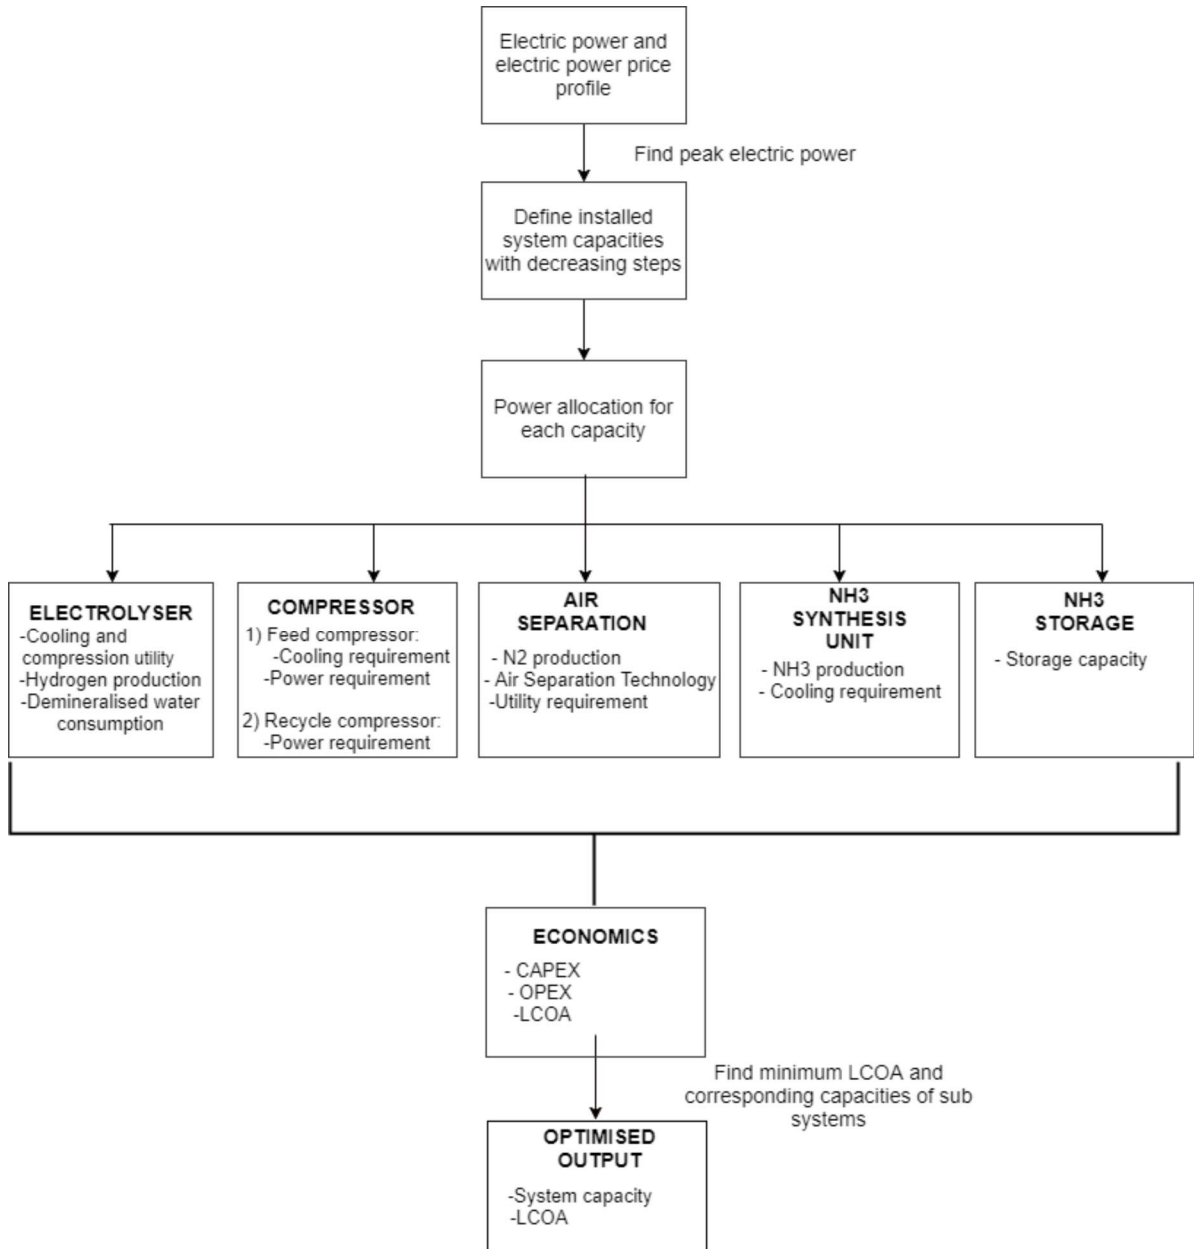 Electric power and
electric power price
profile
Find peak electric power
Define installed
system capacities
with decreasing steps
Power allocation for
each capacity
ELECTROLYSER
-Cooling and
compression utility
-Hydrogen production
-Demineralised water
consumption
COMPRESSOR
1) Feed compressor:
-Cooling requirement
-Power requirement
2) Recycle compressor:
-Power requirement
AIR
SEPARATION
- N2 production
- Air Separation Technology
-Utility requirement
NH3
SYNTHESIS
UNIT
- NH3 production
- Cooling requirement
NH3
STORAGE
- Storage capacity
ECONOMICS
- CAPEX
- OPEX
-LCOA
Find minimum LCOA and
corresponding capacities of sub
systems
OPTIMISED
OUTPUT
-System capacity
-LCOA